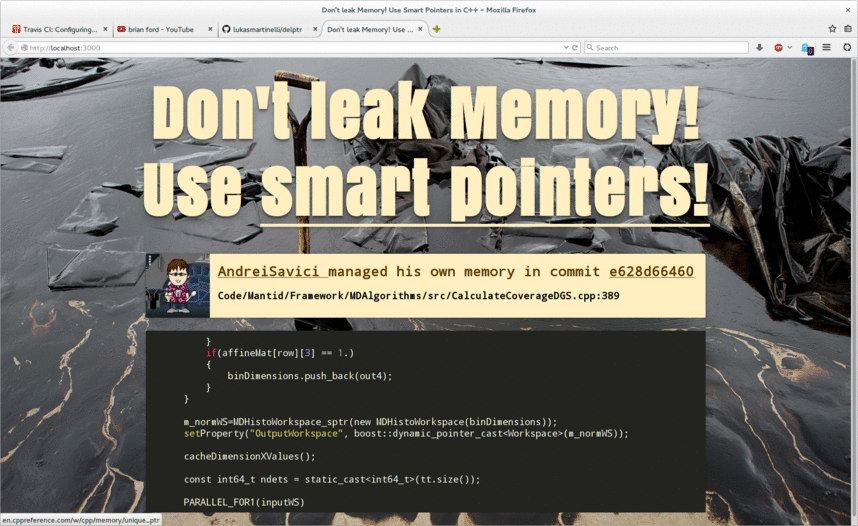 Don't leak Memory! Use Smart Pointers in C++ - Mozilla Firefox
Travis CI: Configuring... brian ford - YouTube lukasmartinelli/delptr Don't leak Memory! Use ...
http://localhost:3000 Search
Don't leak Memory!
Use smart pointers!
AndreiSavici managed his own memory in commit e628d66460
Code/Mantid/Framework/MDAlgorithms/src/CalculateCoverageDGS.cpp:389
}
if(affineMat[row][3] == 1.)
{
binDimensions.push_back(out4);
}
}
m_normWS=MDHistoWorkspace_sptr(new MDHistoWorkspace(binDimensions));
setProperty("OutputWorkspace", boost::dynamic_pointer_cast<Workspace>(m_normWS));
cacheDimensionXValues();
const int64_t ndets = static_cast<int64_t>(tt.size());
PARALLEL_FOR1(inputWS)
en.cppreference.com/w/cpp/memory/unique_ptr